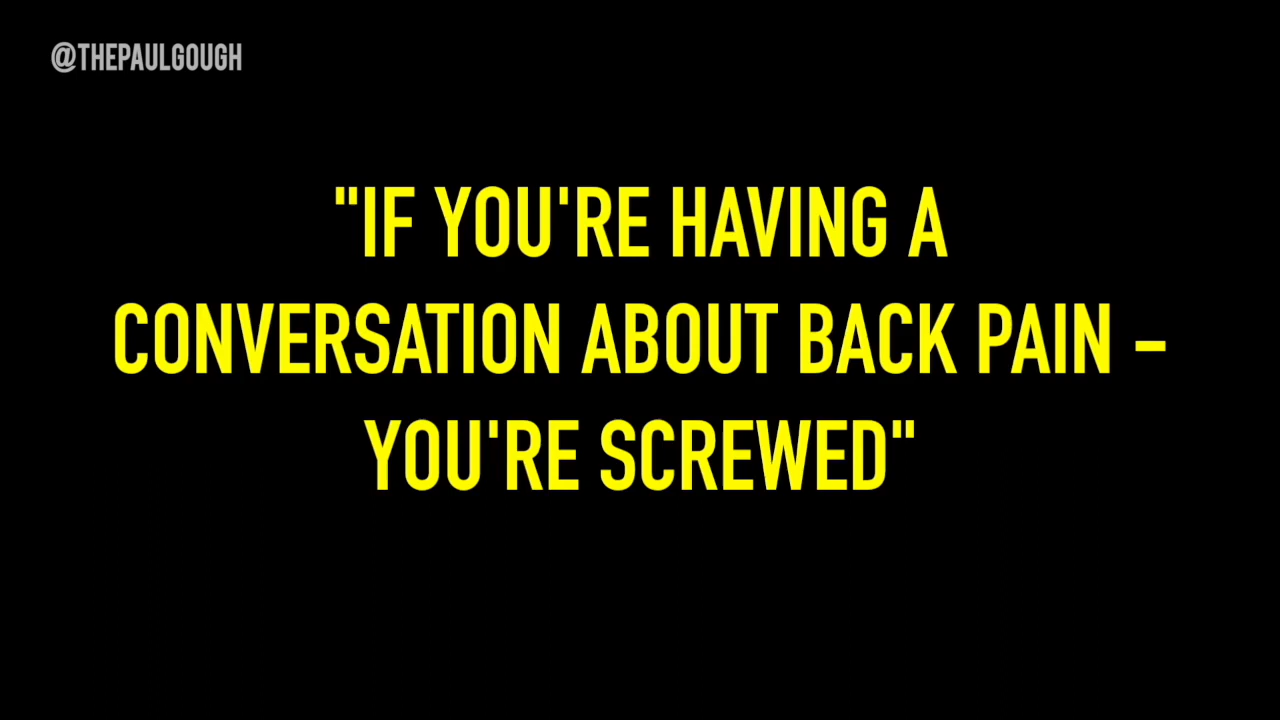 @THEPAULGOUGH
"IF YOU'RE HAVING A
CONVERSATION ABOUT BACK PAIN -
YOU'RE SCREWED"